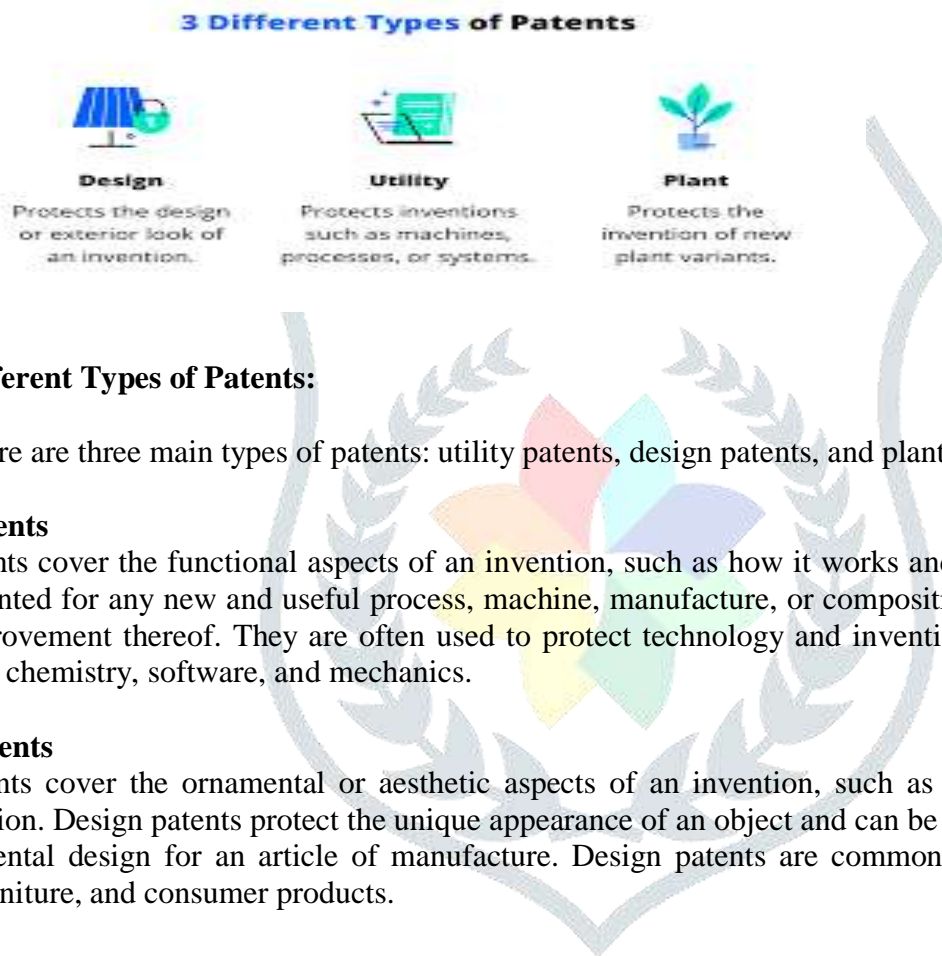 3 Different Types of Patents
Design
Protects the design
or exterior look of
an invention.
Utility
Protects inventions
such as machines,
processes, or systems.
Plant
Protects the
invention of new
plant variants.
ferent Types of Patents:
re are three main types of patents: utility patents, design patents, and plant
ents
nts cover the functional aspects of an invention, such as how it works and
nted for any new and useful process, machine, manufacture, or compositi
rovement thereof. They are often used to protect technology and inventi
chemistry, software, and mechanics.
ents
nts cover the ornamental or aesthetic aspects of an invention, such as
ion. Design patents protect the unique appearance of an object and can be
ental design for an article of manufacture. Design patents are common
niture, and consumer products.